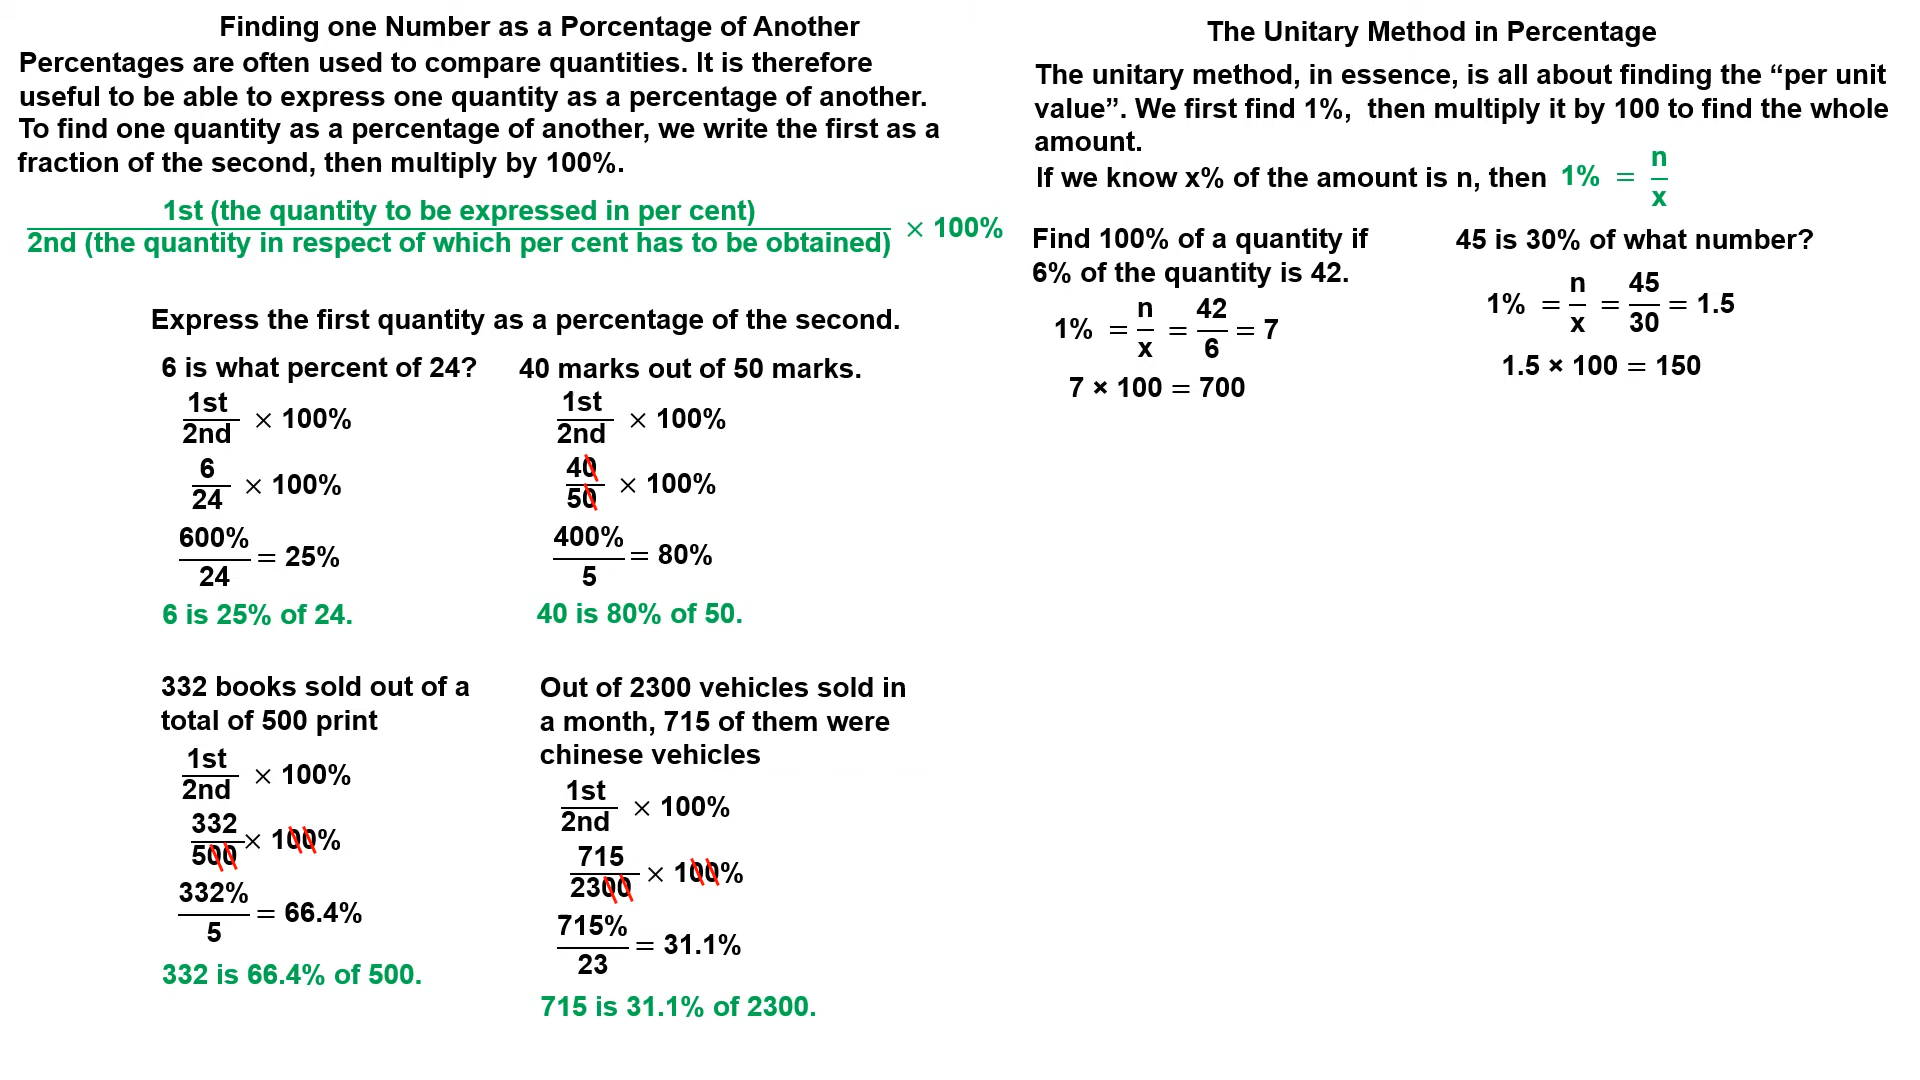 Finding one Number as a Porcentage of Another
Percentages are often used to compare quantities. It is therefore
useful to be able to express one quantity as a percentage of another.
To find one quantity as a percentage of another, we write the first as a
fraction of the second, then multiply by 100%.
1st (the quantity to be expressed in per cent)
2nd (the quantity in respect of which per cent has to be obtained)
× 100%
Express the first quantity as a percentage of the second.
6 is what percent of 24?
1st
2nd
× 100%
6
24
× 100%
600%
24
= 25%
6 is 25% of 24.
40 marks out of 50 marks.
1st
2nd
× 100%
40
50
× 100%
400%
5
= 80%
40 is 80% of 50.
332 books sold out of a
total of 500 print
1st
2nd
× 100%
332
500
× 100%
332%
5
= 66.4%
332 is 66.4% of 500.
Out of 2300 vehicles sold in
a month, 715 of them were
chinese vehicles
1st
2nd
× 100%
715
2300
× 100%
715%
23
= 31.1%
715 is 31.1% of 2300.
The Unitary Method in Percentage
The unitary method, in essence, is all about finding the “per unit
value”. We first find 1%, then multiply it by 100 to find the whole
amount.
If we know x% of the amount is n, then 1% = n
x
Find 100% of a quantity if
6% of the quantity is 42.
1% = n/x = 42/6 = 7
7 × 100 = 700
45 is 30% of what number?
1% = n/x = 45/30 = 1.5
1.5 × 100 = 150